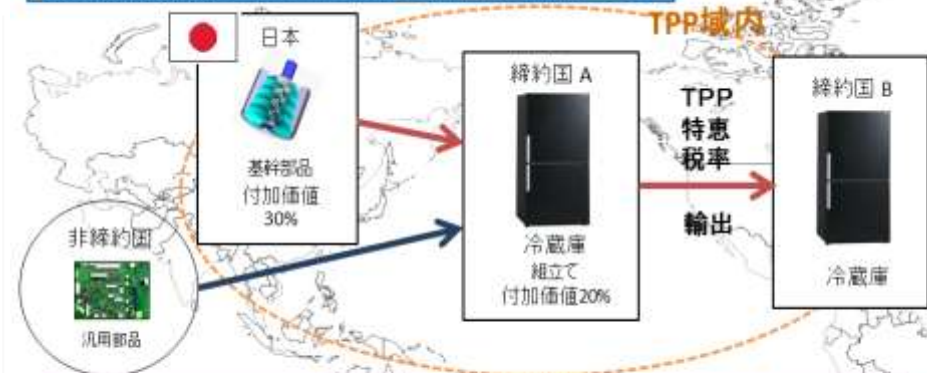 TPP域内
日本
基幹部品
付加価値
30%
非締約国
汎用部品
締約国 A
冷蔵庫
組立て
付加価値20%
TPP
特恵
税率
輸出
締約国 B
冷蔵庫